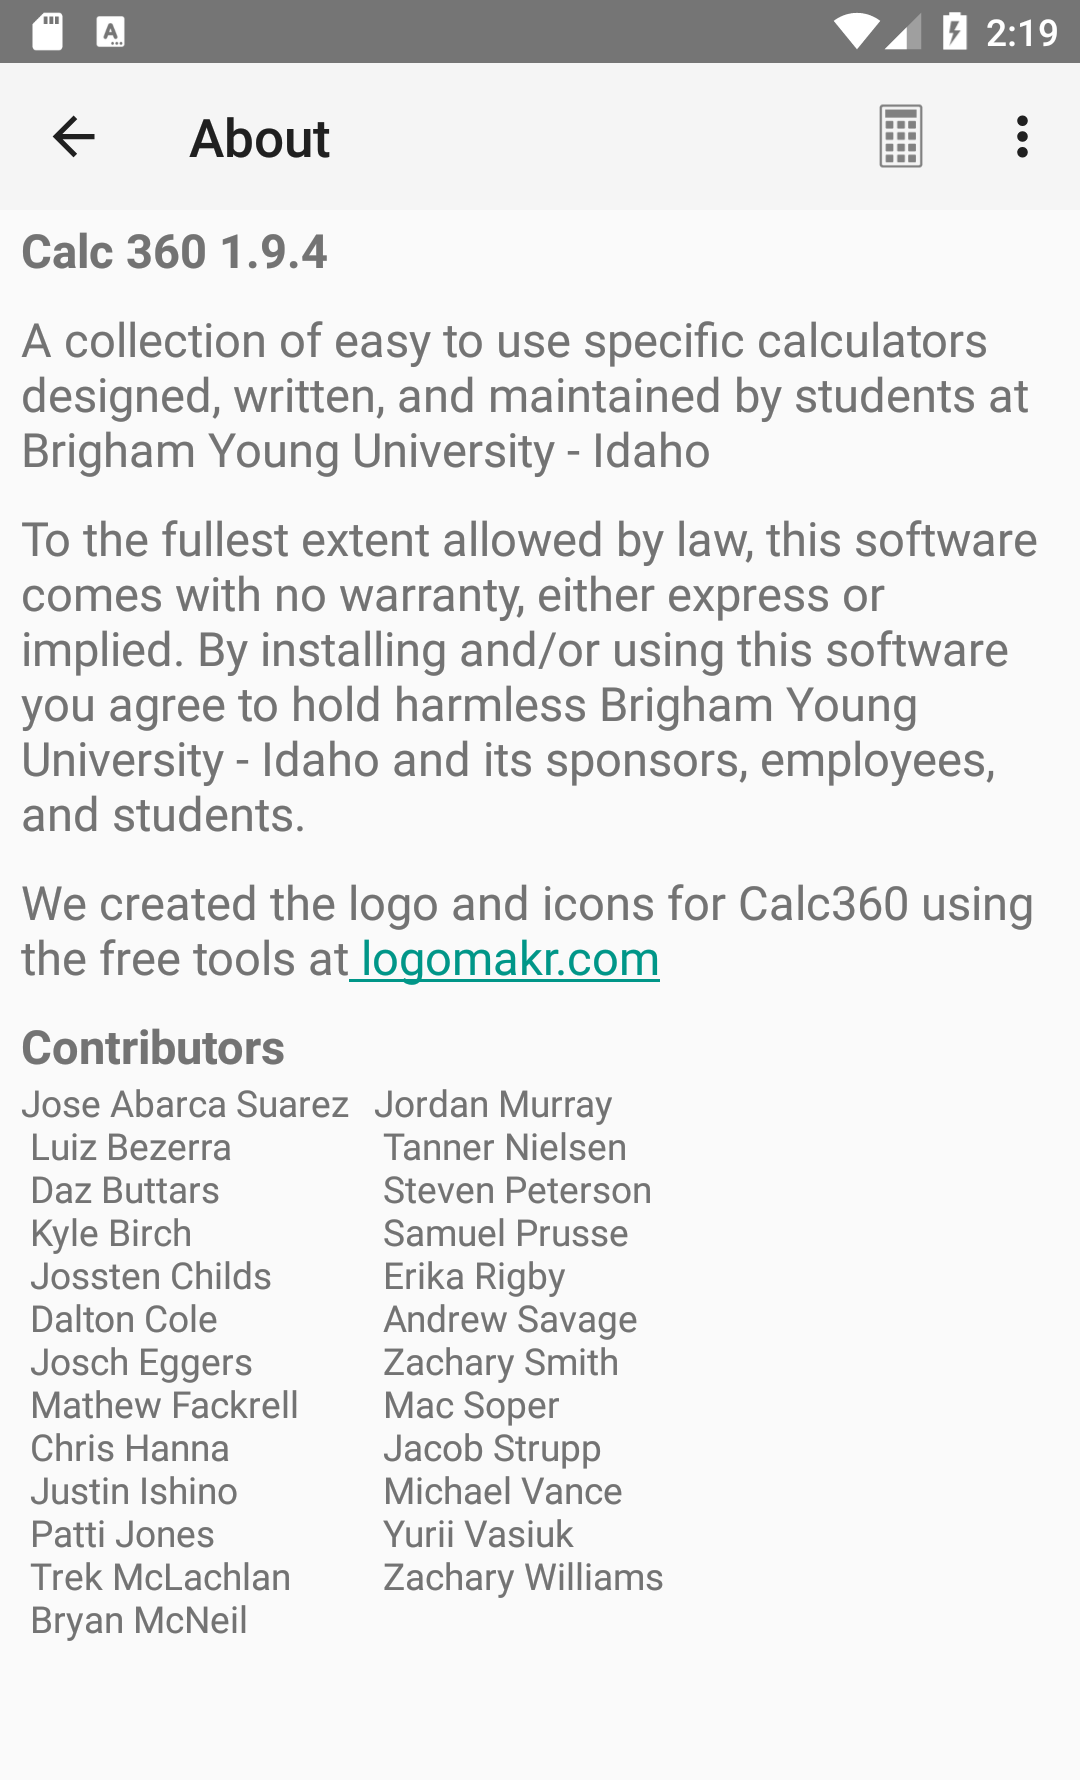 2:19
About
Calc 360 1.9.4
A collection of easy to use specific calculators
designed, written, and maintained by students at
Brigham Young University - Idaho
To the fullest extent allowed by law, this software
comes with no warranty, either express or
implied. By installing and/or using this software
you agree to hold harmless Brigham Young
University - Idaho and its sponsors, employees,
and students.
We created the logo and icons for Calc360 using
the free tools at logomakr.com
Contributors
Jose Abarca Suarez Jordan Murray
Luiz Bezerra Tanner Nielsen
Daz Buttars Steven Peterson
Kyle Birch Samuel Prusse
Jossten Childs Erika Rigby
Dalton Cole Andrew Savage
Josch Eggers Zachary Smith
Mathew Fackrell Mac Soper
Chris Hanna Jacob Strupp
Justin Ishino Michael Vance
Patti Jones Yurii Vasiuk
Trek McLachlan Zachary Williams
Bryan McNeil